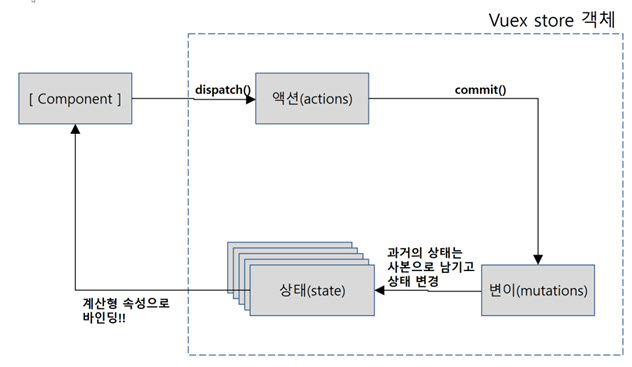 Vuex store 객체
[ Component ]
dispatch()
액션(actions)
commit()
과거의 상태는
사본으로 남기고
상태 변경
상태(state)
변이(mutations)
계산형 속성으로
바인딩!!